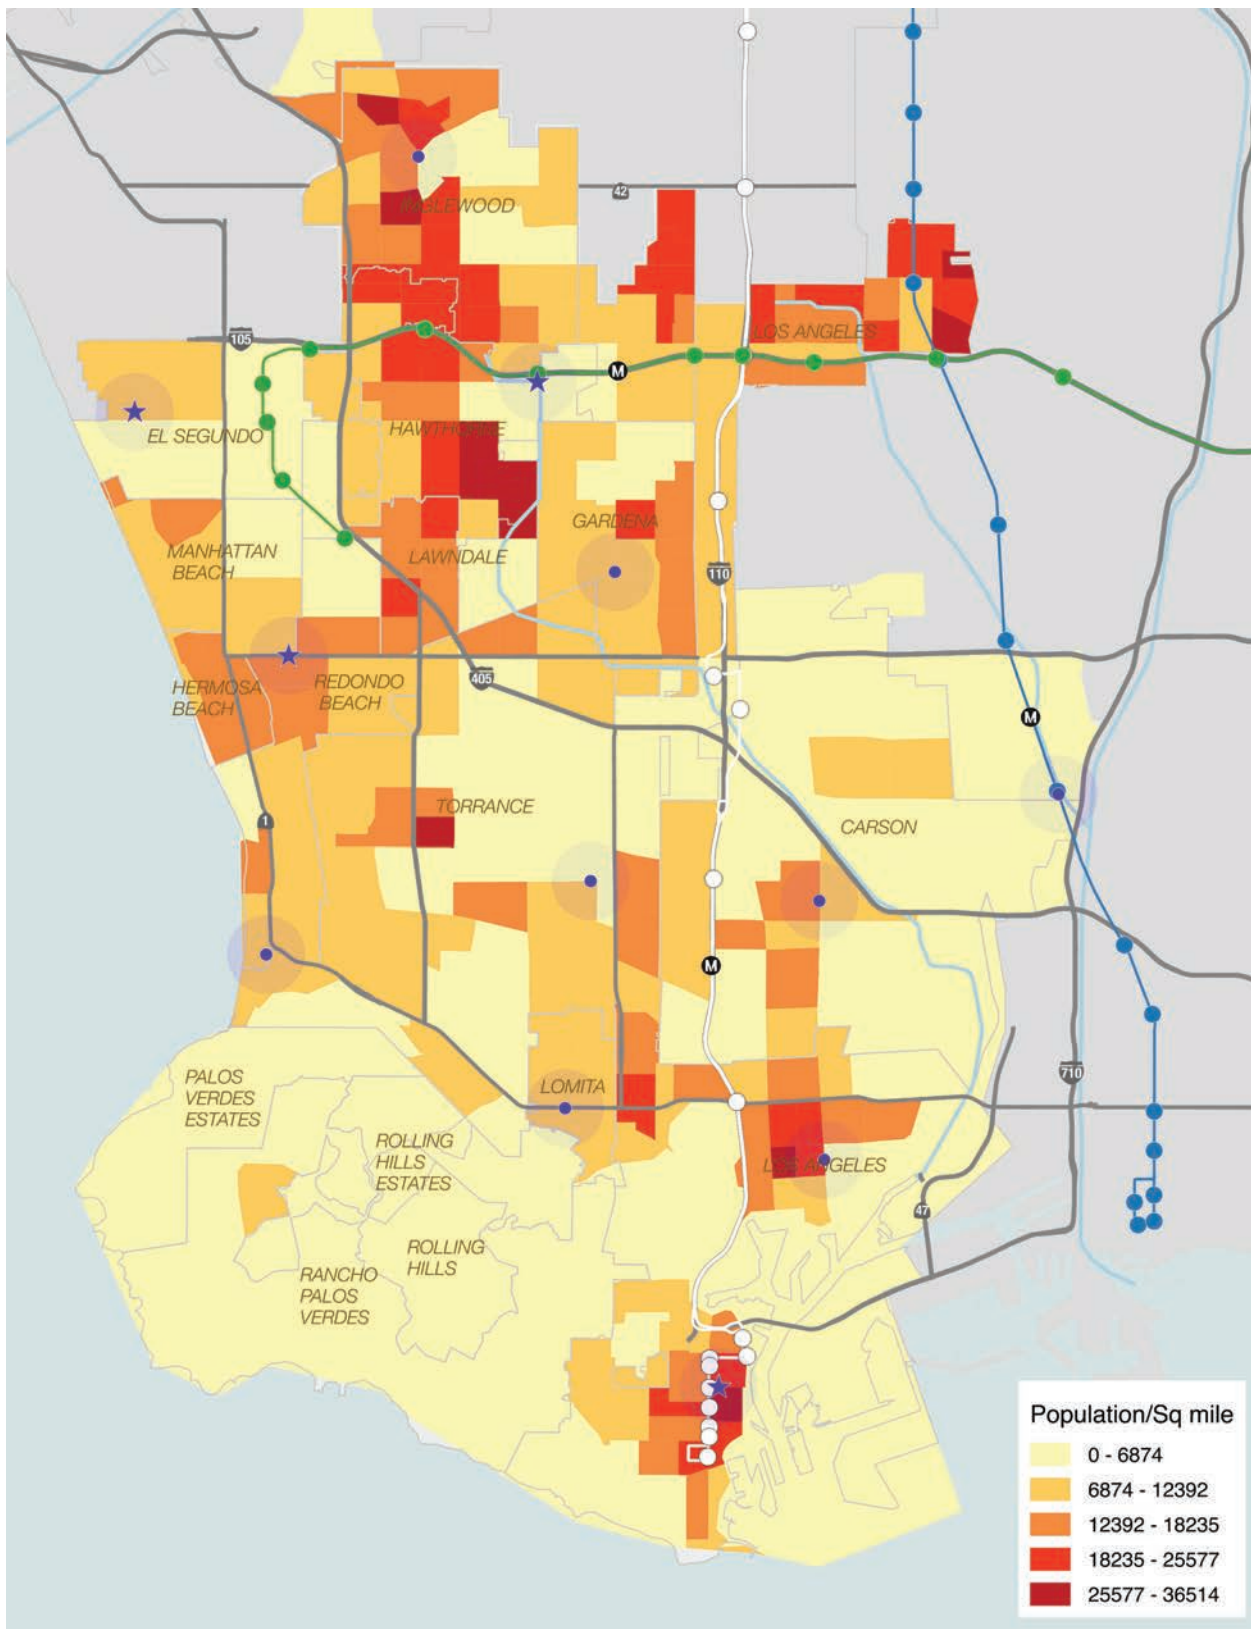 INGLEWOOD
42
LOS ANGELES
105
M
EL SEGUNDO
HAWTHORNE
GARDENA
MANHATTAN
BEACH
LAWNDALE
110
HERMOSA
BEACH
REDONDO
BEACH
405
M
TORRANCE
1
CARSON
M
PALOS
VERDES
ESTATES
LOMITA
710
ROLLING
HILLS
ESTATES
LOS ANGELES
47
ROLLING
HILLS
RANCHO
PALOS
VERDES
Population/Sq mile
0 - 6874
6874 - 12392
12392 - 18235
18235 - 25577
25577 - 36514